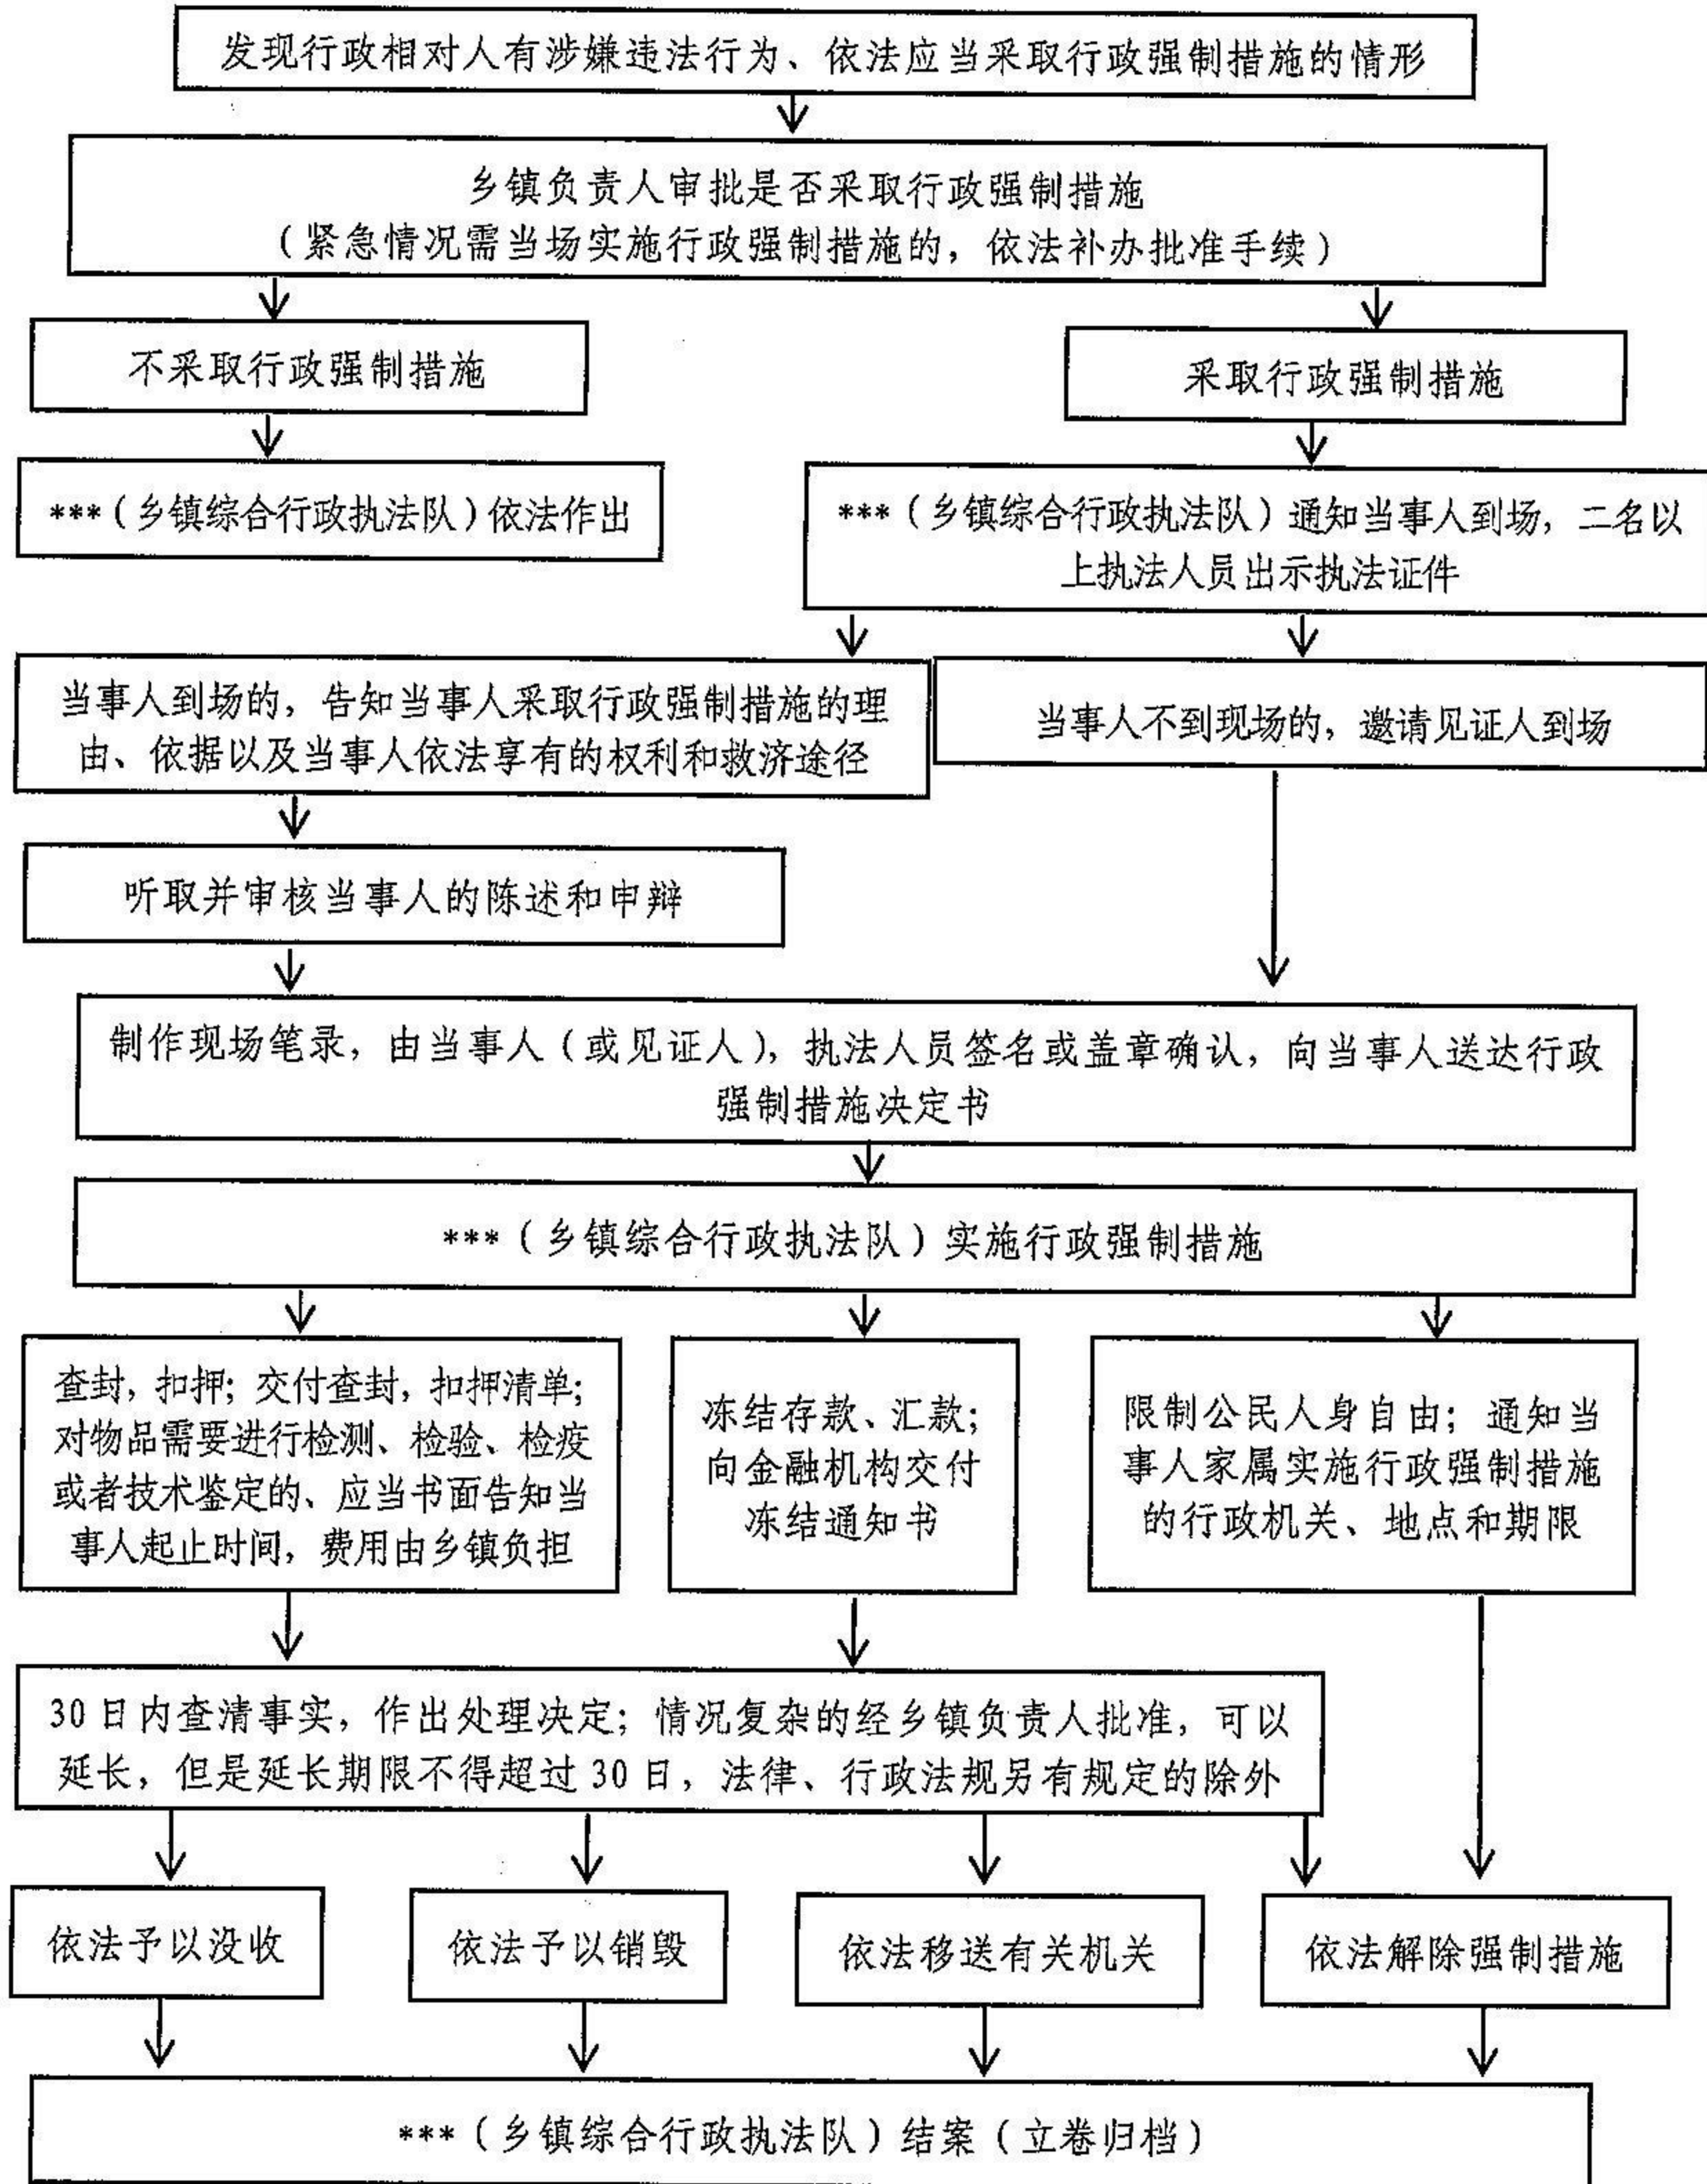 发现行政相对人有涉嫌违法行为、依法应当采取行政强制措施的情形
乡镇负责人审批是否采取行政强制措施
（紧急情况需当场实施行政强制措施的，依法补办批准手续）
不采取行政强制措施
采取行政强制措施
***（乡镇综合行政执法队）依法作出
***（乡镇综合行政执法队）通知当事人到场，二名以
上执法人员出示执法证件
当事人到场的，告知当事人采取行政强制措施的理
由、依据以及当事人依法享有的权利和救济途径
当事人不到现场的，邀请见证人到场
听取并审核当事人的陈述和申辩
制作现场笔录，由当事人（或见证人），执法人员签名或盖章确认，向当事人送达行政
强制措施决定书
***（乡镇综合行政执法队）实施行政强制措施
查封，扣押；交付查封，扣押清单；
对物品需要进行检测、检验、检疫
或者技术鉴定的、应当书面告知当
事人起止时间，费用由乡镇负担
冻结存款、汇款；
向金融机构交付
冻结通知书
限制公民人身自由；通知当
事人家属实施行政强制措施
的行政机关、地点和期限
30日内查清事实，作出处理决定；情况复杂的经乡镇负责人批准，可以
延长，但是延长期限不得超过30日，法律、行政法规另有规定的除外
依法予以没收
依法予以销毁
依法移送有关机关
依法解除强制措施
***（乡镇综合行政执法队）结案（立卷归档）